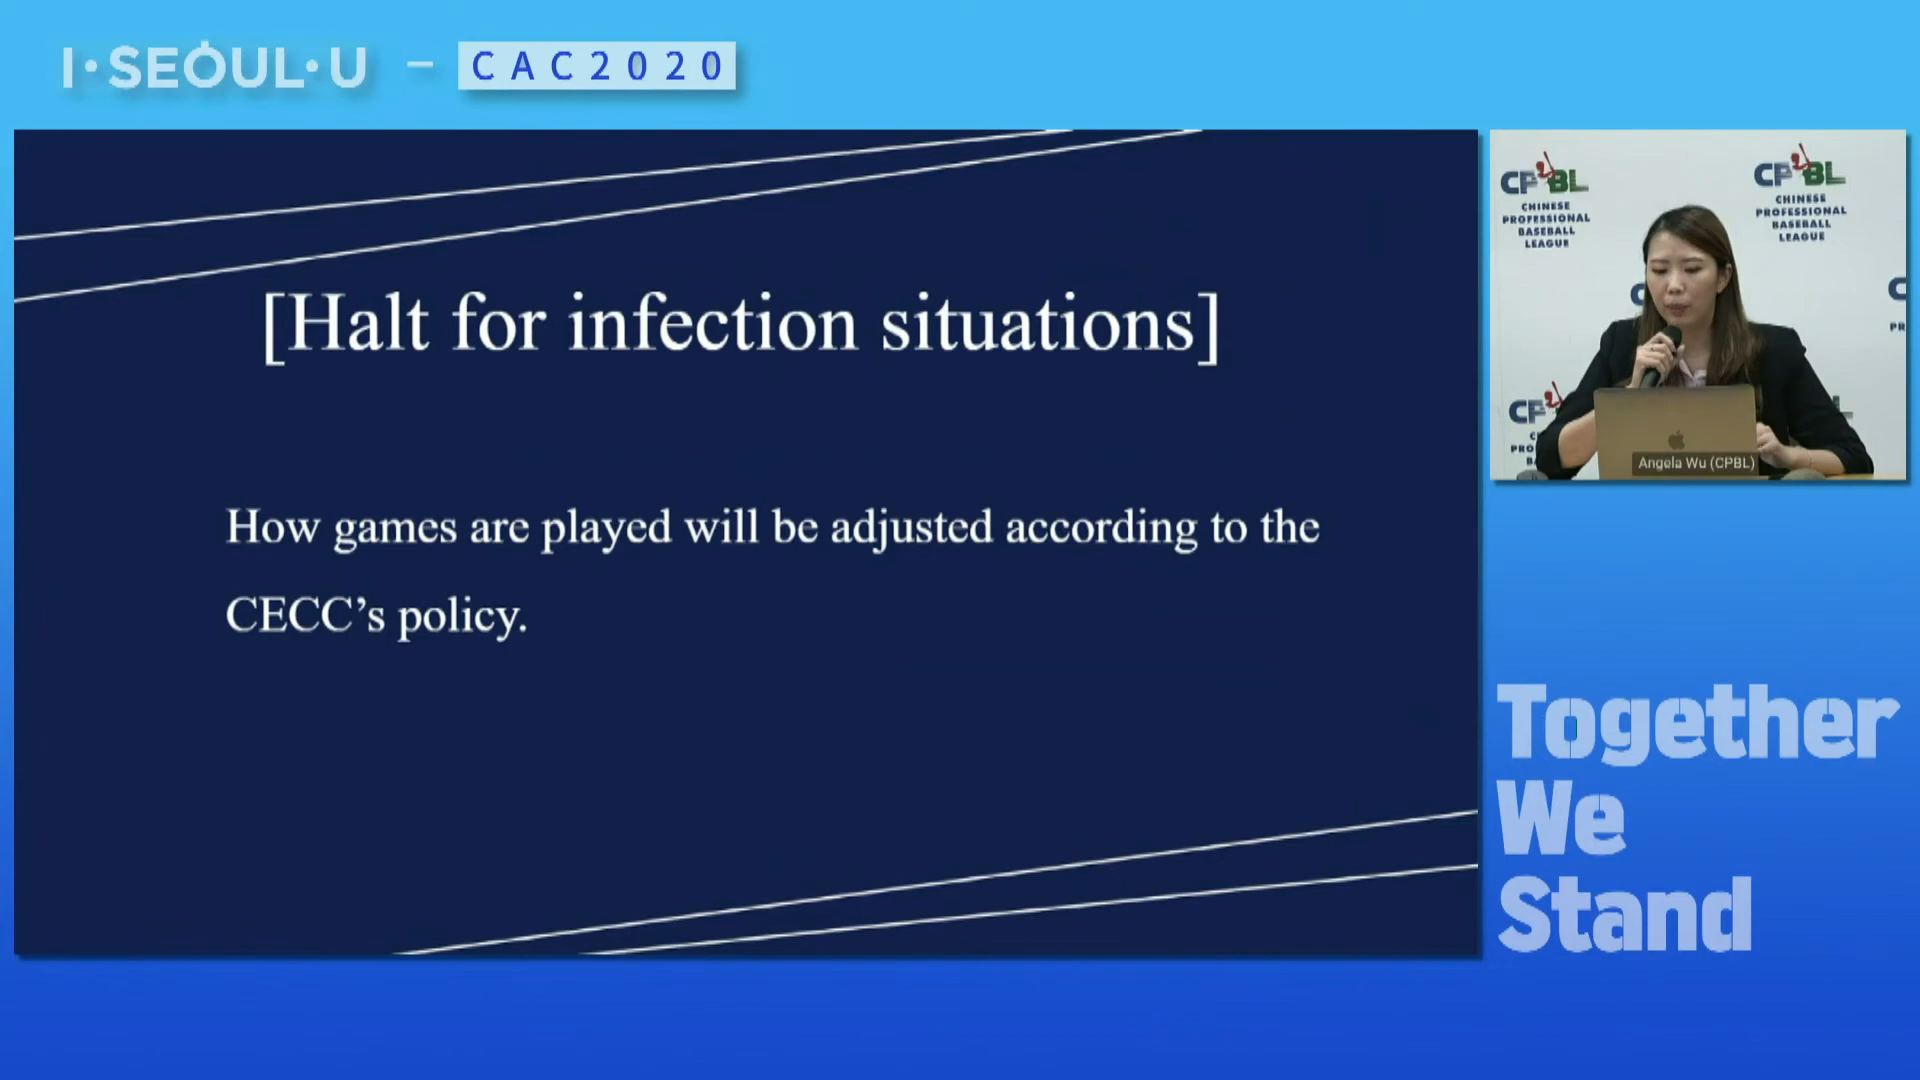 I·SEOUL·U – CAC2020
[Halt for infection situations]
How games are played will be adjusted according to the
CECC’s policy.
CPBL
CHINESE
PROFESSIONAL
BASEBALL
LEAGUE
CPBL
CHINESE
PROFESSIONAL
BASEBALL
LEAGUE
Angela Wu (CPBL)
Together
We
Stand